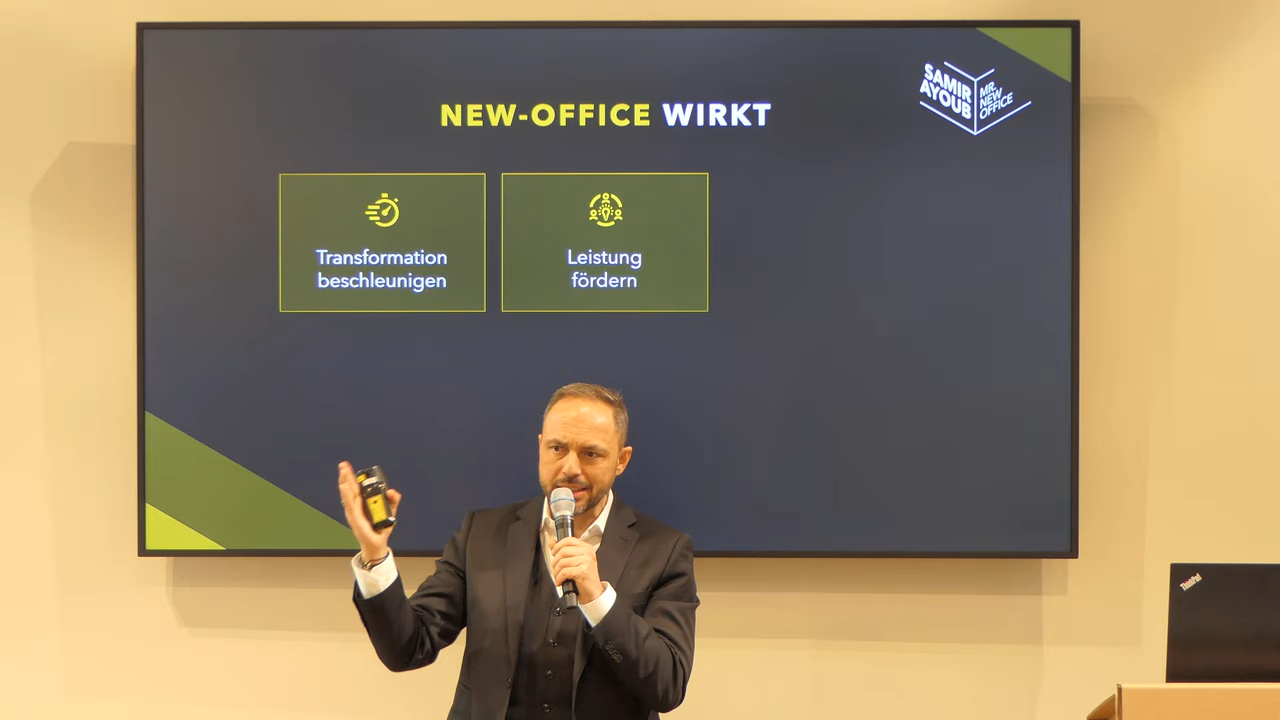 NEW-OFFICE WIRKT
SAMIR
AYOUB
MR.
NEW
OFFICE
Transformation
beschleunigen
Leistung
fördern
ThinkPad